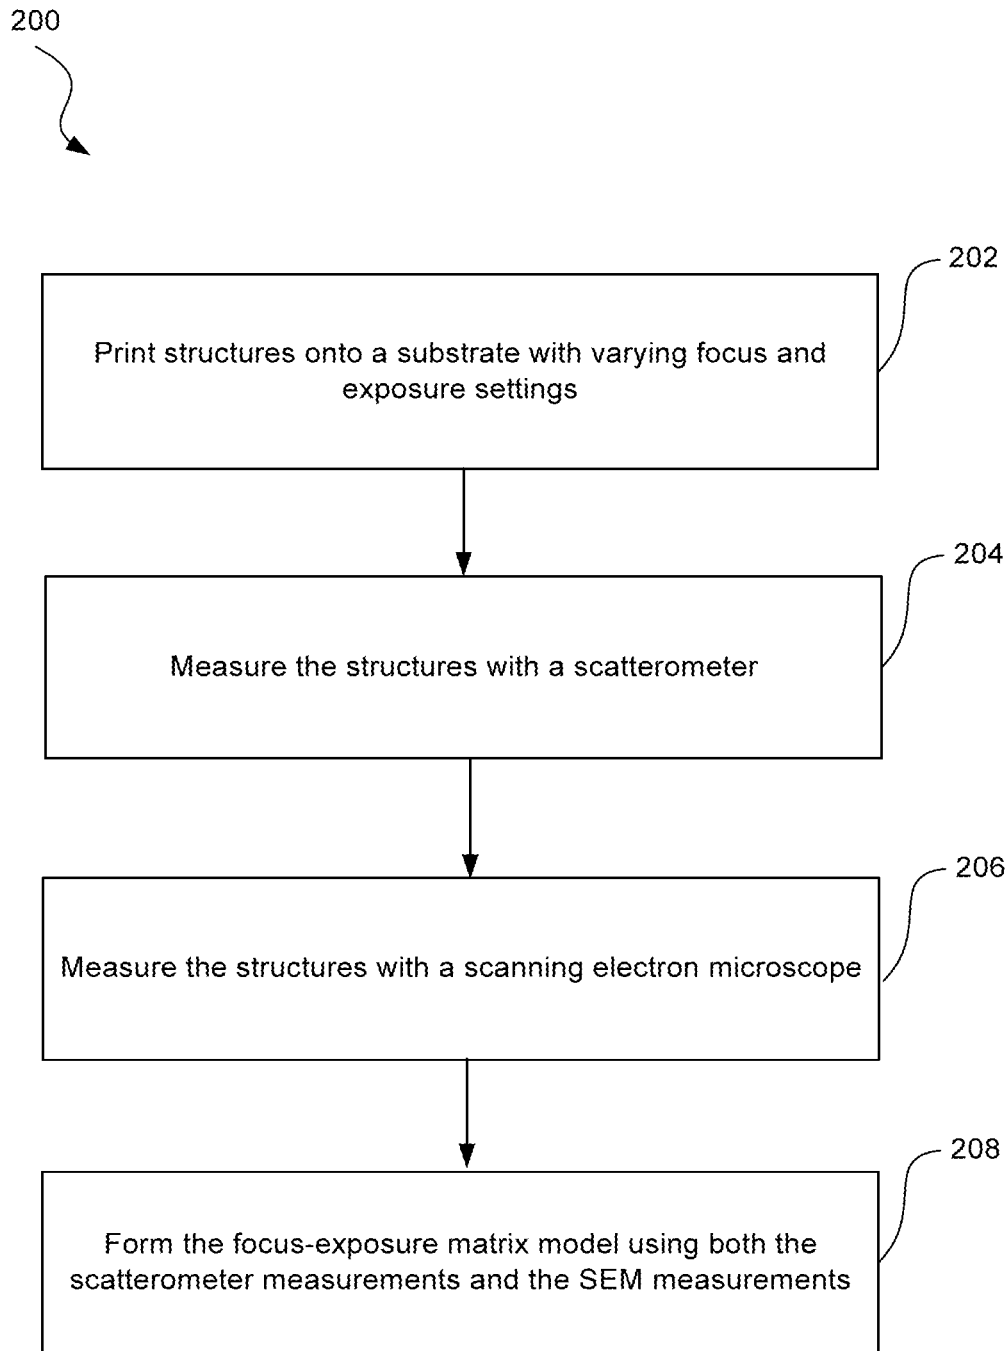 200
202
Print structures onto a substrate with varying focus and
exposure settings
204
Measure the structures with a scatterometer
206
Measure the structures with a scanning electron microscope
208
Form the focus-exposure matrix model using both the
scatterometer measurements and the SEM measurements